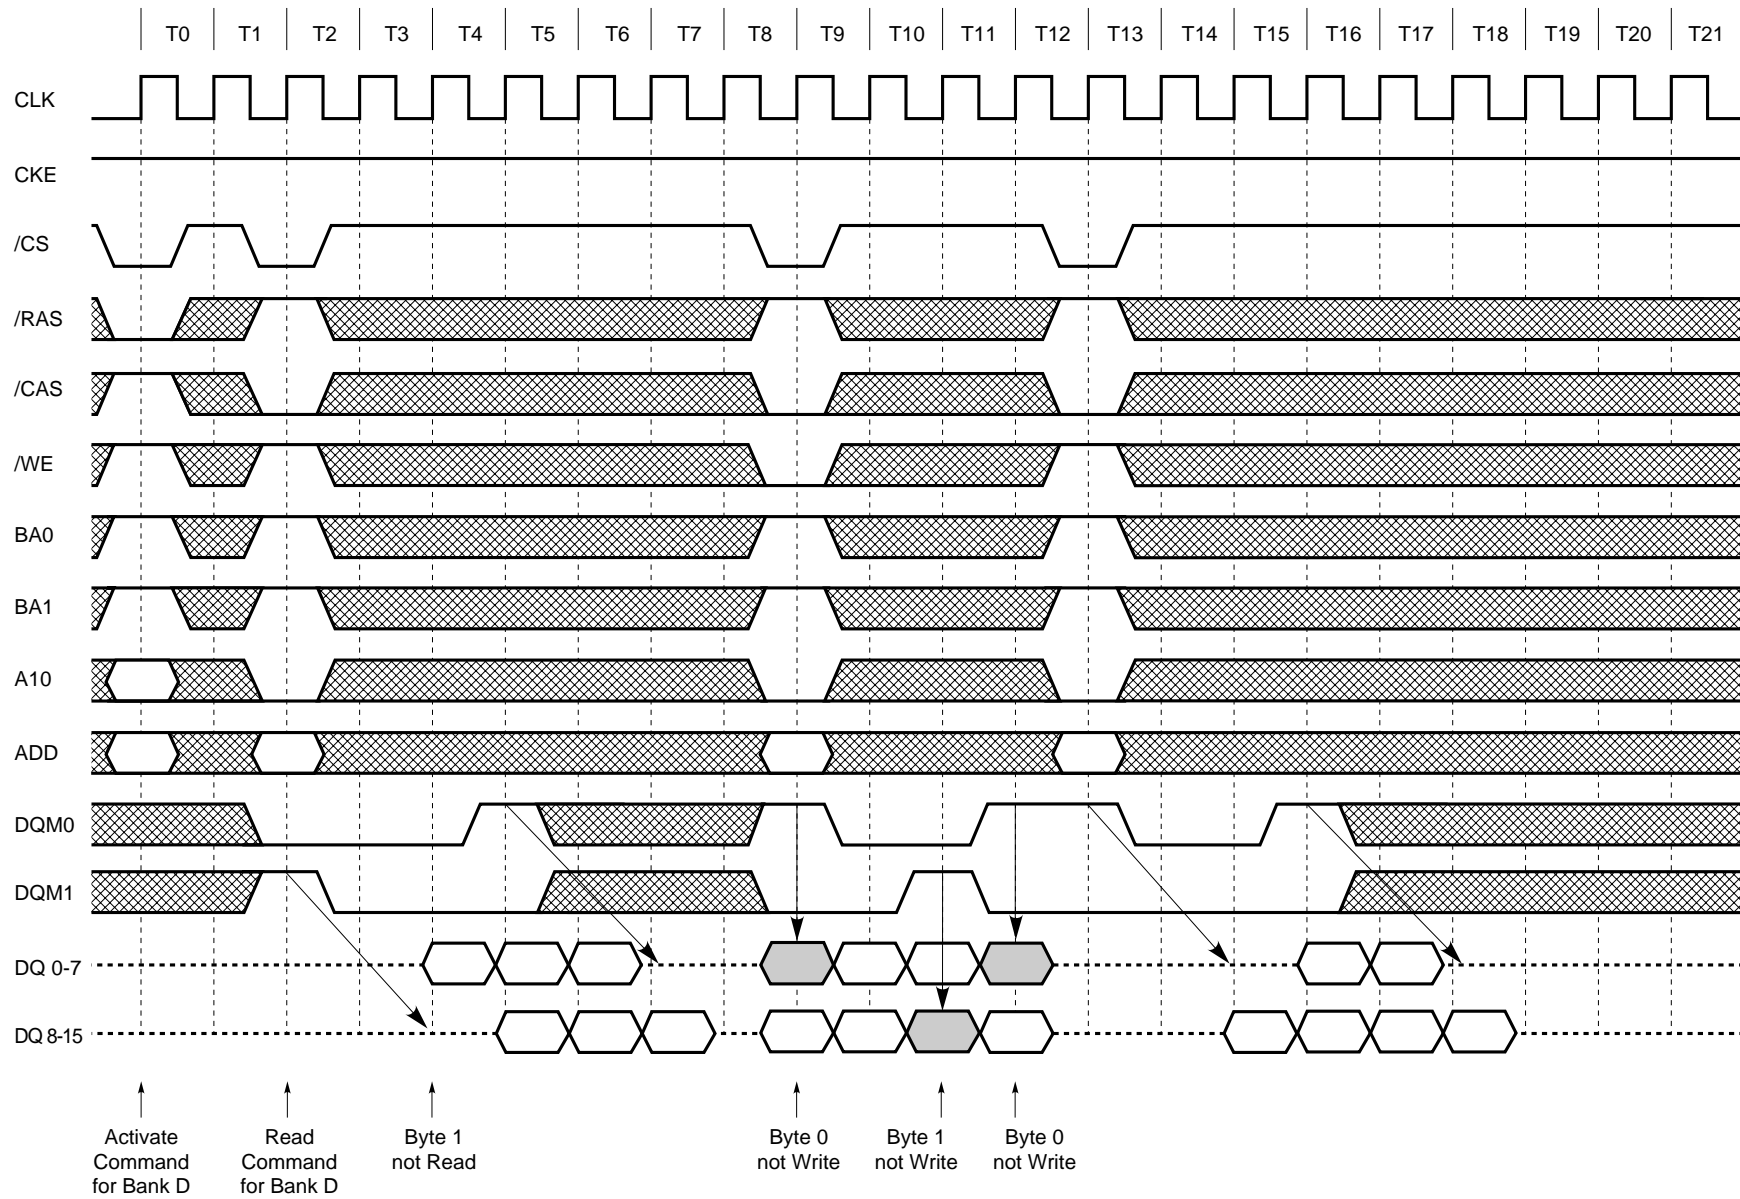 T0 T1 T2 T3 T4 T5 T6 T7 T8 T9 T10 T11 T12 T13 T14 T15 T16 T17 T18 T19 T20 T21
CLK
CKE
/CS
/RAS
/CAS
/WE
BA0
BA1
A10
ADD
DQM0
DQM1
DQ 0-7
DQ 8-15
Activate
Command
for Bank D
Read
Command
for Bank D
Byte 1
not Read
Byte 0
not Write
Byte 1
not Write
Byte 0
not Write